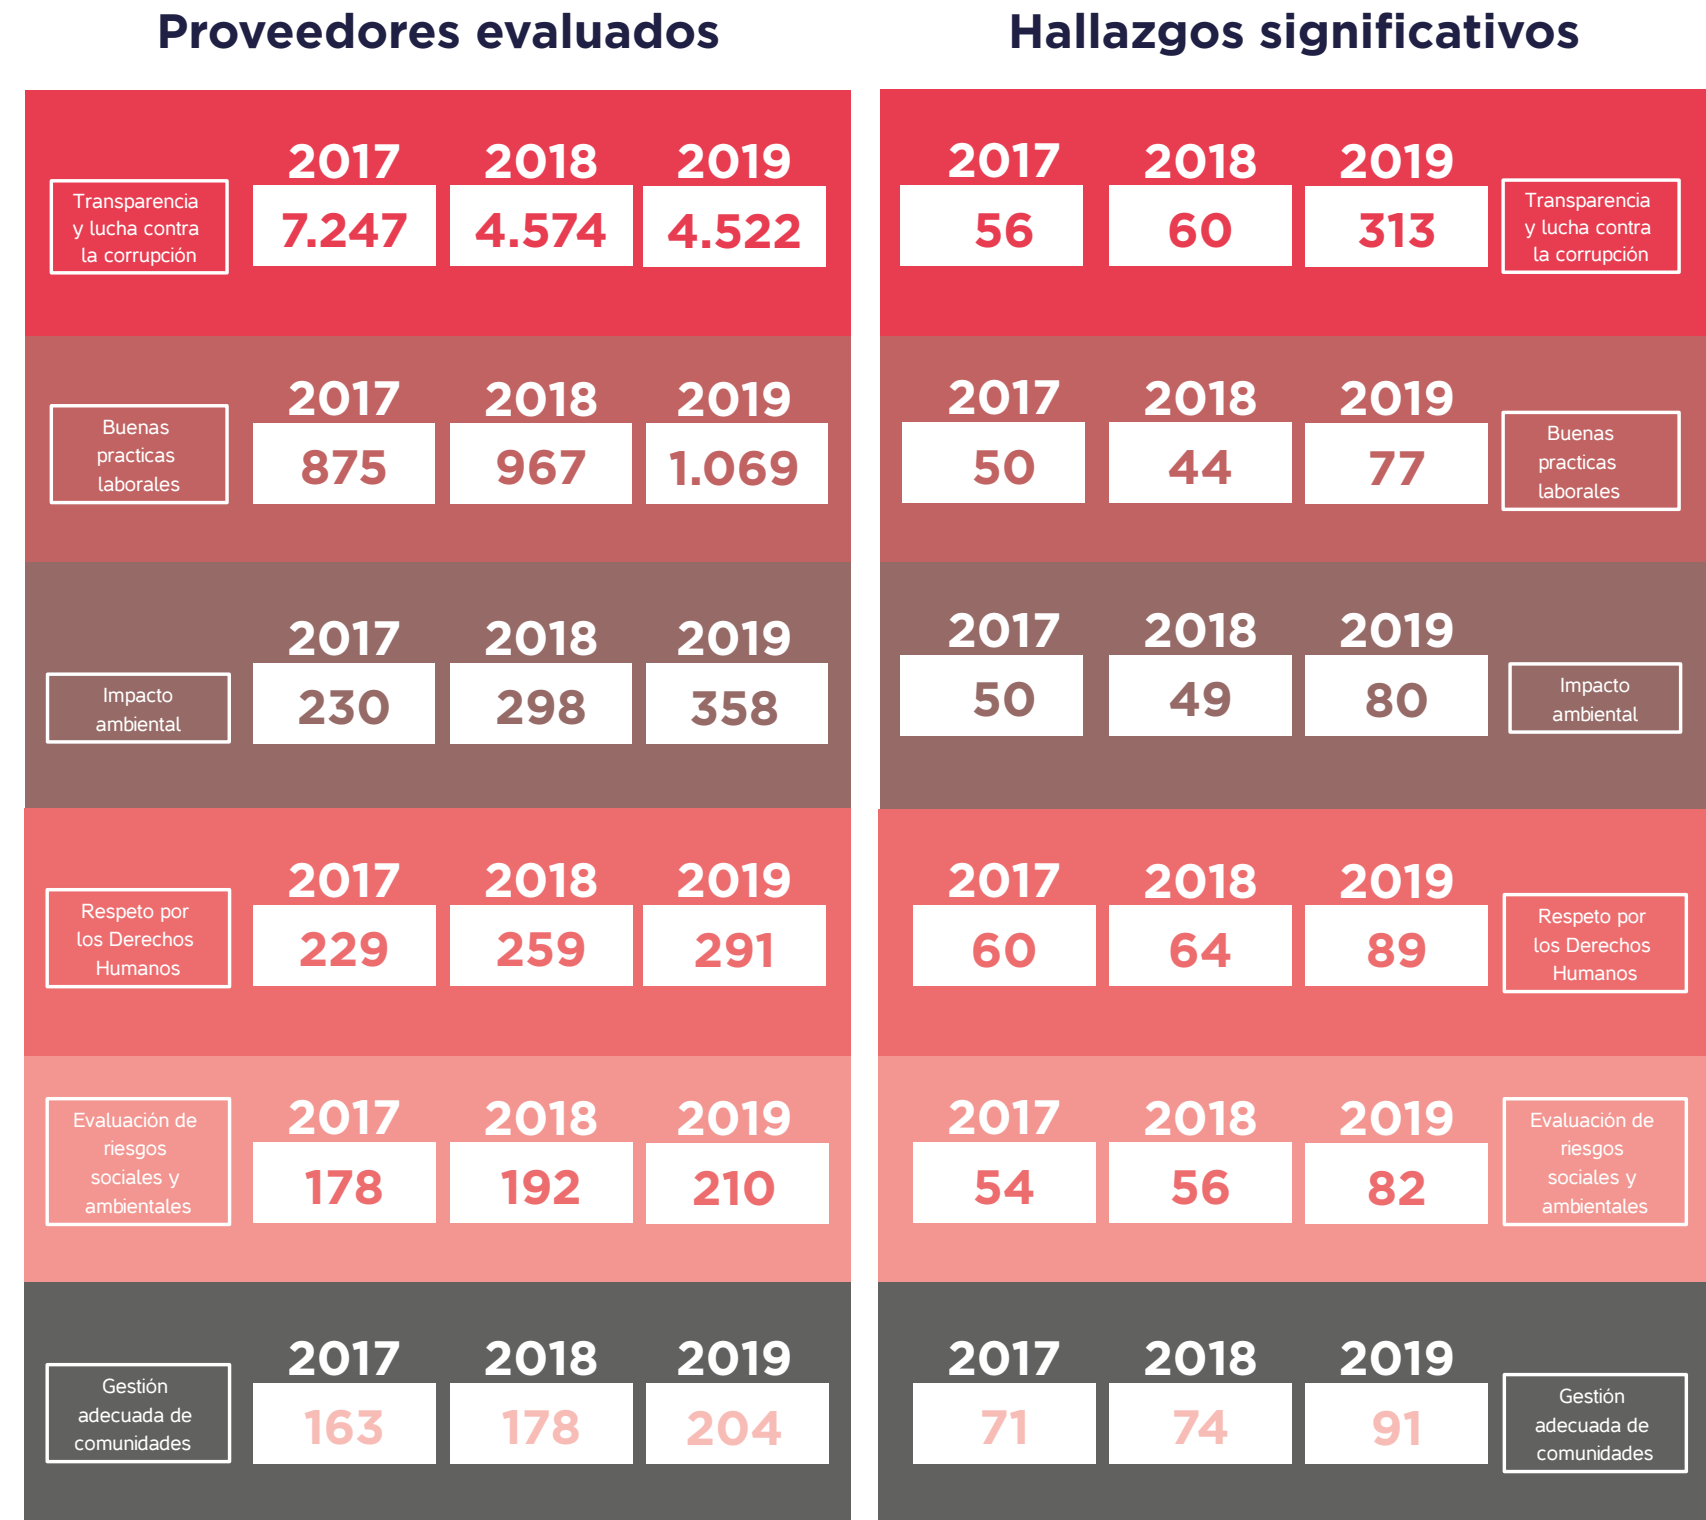 Proveedores evaluados
2017 2018 2019
Transparencia
y lucha contra
la corrupción
7.247 4.574 4.522
2017 2018 2019
Buenas
practicas
laborales
875 967 1.069
2017 2018 2019
Impacto
ambiental
230 298 358
2017 2018 2019
Respeto por
los Derechos
Humanos
229 259 291
2017 2018 2019
Evaluación de
riesgos
sociales y
ambientales
178 192 210
2017 2018 2019
Gestión
adecuada de
comunidades
163 178 204
Hallazgos significativos
2017 2018 2019
56 60 313
Transparencia
y lucha contra
la corrupción
2017 2018 2019
50 44 77
Buenas
practicas
laborales
2017 2018 2019
50 49 80
Impacto
ambiental
2017 2018 2019
60 64 89
Respeto por
los Derechos
Humanos
2017 2018 2019
54 56 82
Evaluación de
riesgos
sociales y
ambientales
2017 2018 2019
71 74 91
Gestión
adecuada de
comunidades